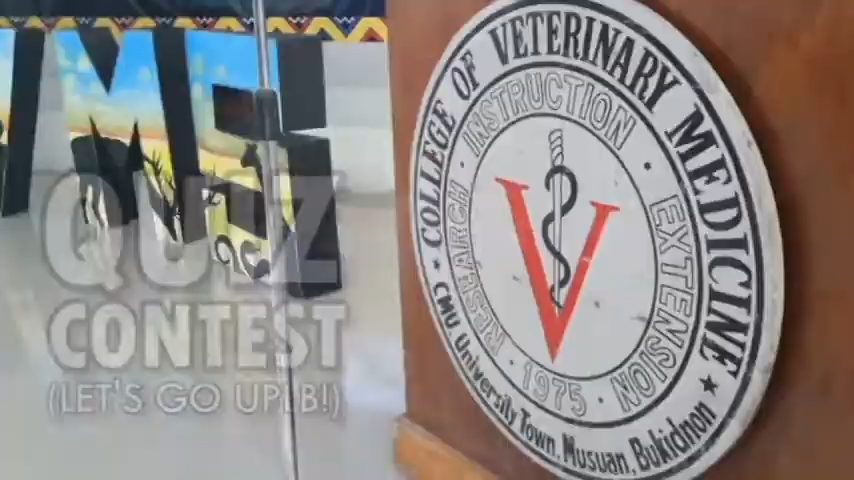 QUIZ
CONTEST
(LET'S GO UPLB!)
COLLEGE OF VETERINARY MEDICINE
RESEARCH · INSTRUCTION · EXTENSION
V
· 1975 ·
CMU University Town, Musuan, Bukidnon